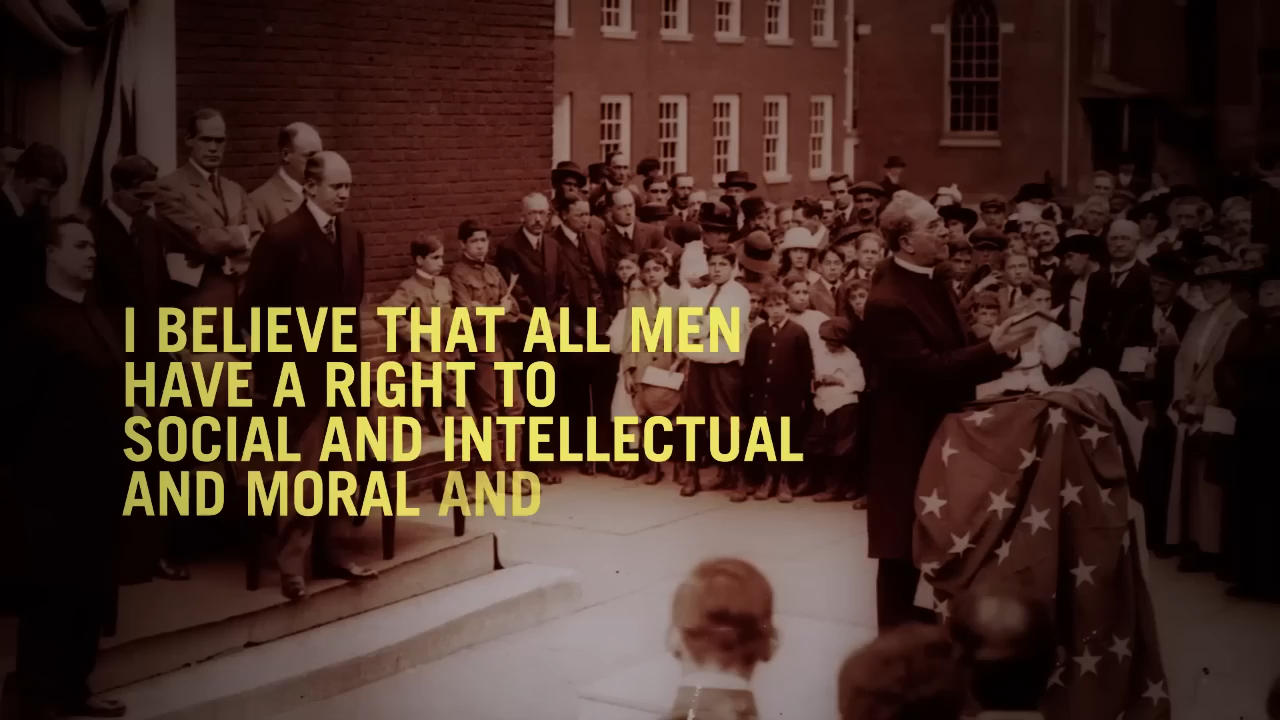 I BELIEVE THAT ALL MEN
HAVE A RIGHT TO
SOCIAL AND INTELLECTUAL
AND MORAL AND